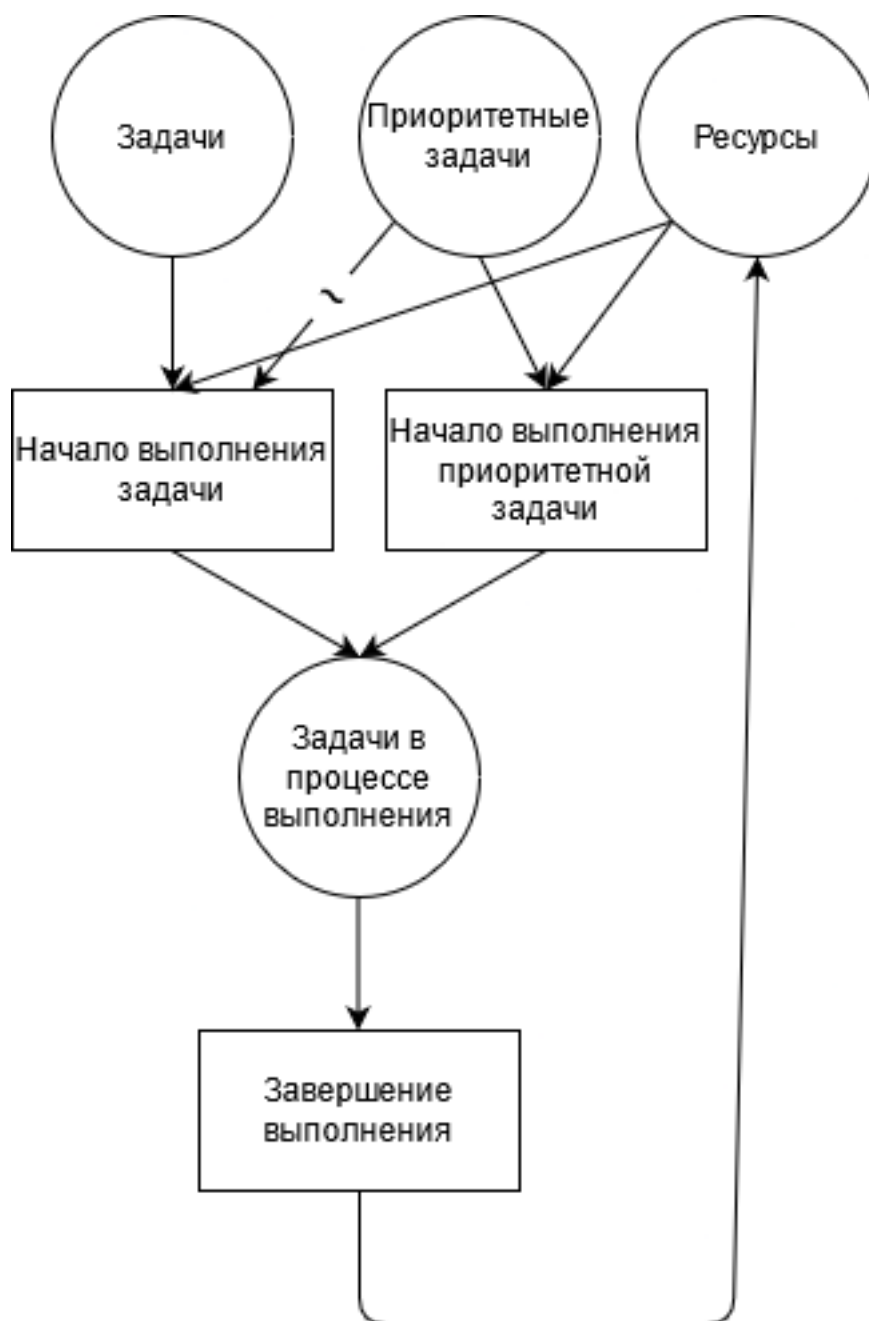 Задачи
Приоритетные
задачи
Ресурсы
~
Начало выполнения
задачи
Начало выполнения
приоритетной
задачи
Задачи в
процессе
выполнения
Завершение
выполнения